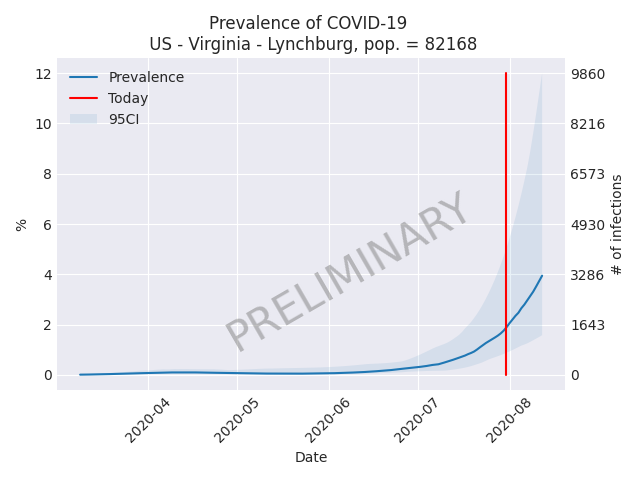 Prevalence of COVID-19
US - Virginia - Lynchburg, pop. = 82168
Prevalence
Today
95CI
PRELIMINARY
12
10
8
6
4
2
0
%
9860
8216
6573
4930
3286
1643
0
# of infections
2020-04
2020-05
2020-06
2020-07
2020-08
Date